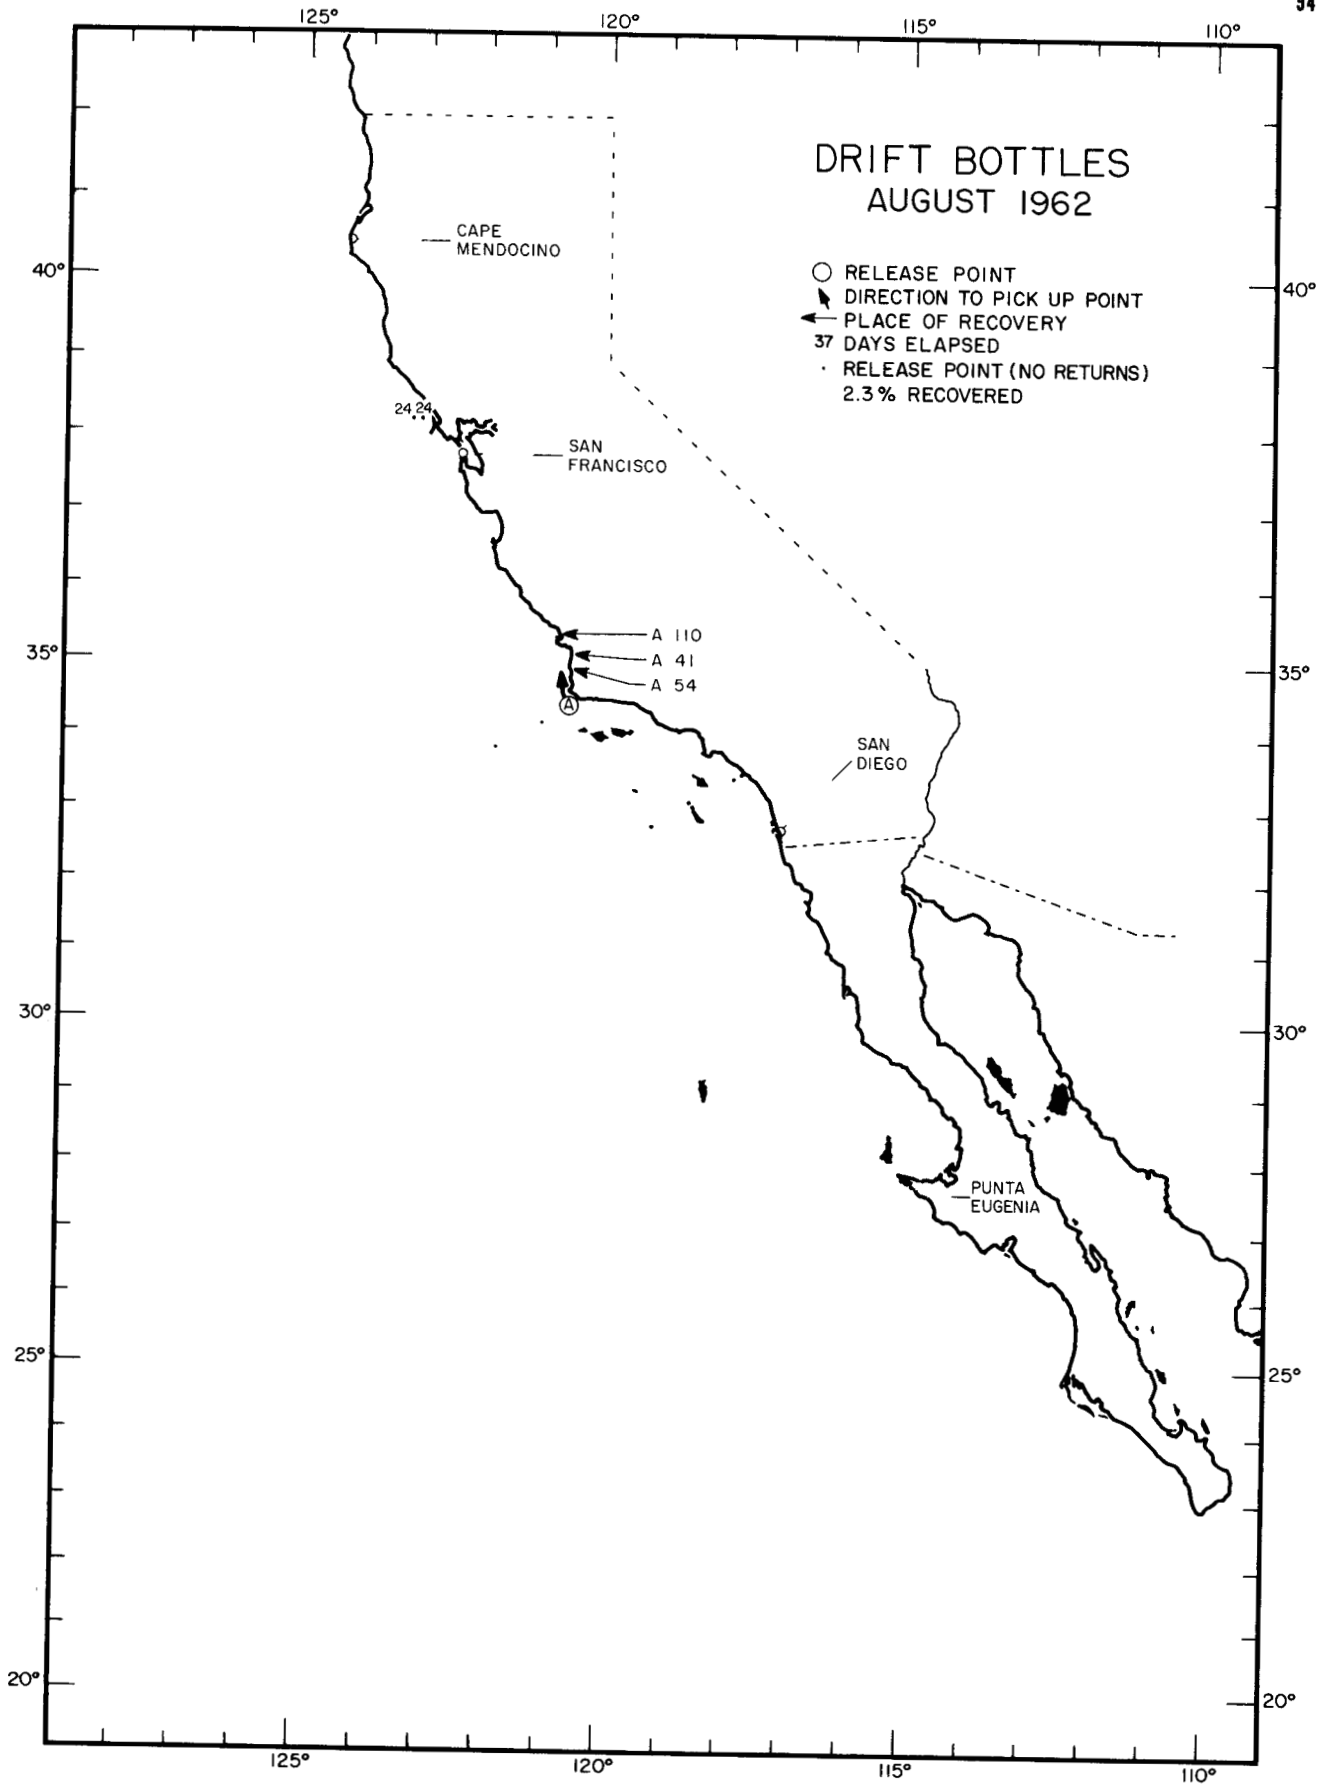 94
125° 120° 115° 110°
DRIFT BOTTLES
AUGUST 1962
CAPE
MENDOCINO
40°
RELEASE POINT
40°
DIRECTION TO PICK UP POINT
PLACE OF RECOVERY
37 DAYS ELAPSED
RELEASE POINT (NO RETURNS)
2.3% RECOVERED
24 24
SAN
FRANCISCO
A 110
35°
A 41
35°
A 54
A
SAN
DIEGO
30°
30°
PUNTA
EUGENIA
25°
25°
20°
20°
125° 120° 115° 110°